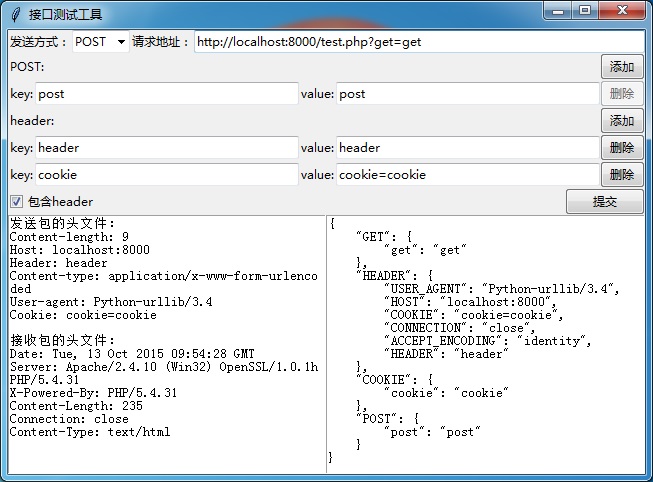 接口测试工具
发送方式： POST 请求地址： http://localhost:8000/test.php?get=get
POST: 添加
key: post value: post 删除
header: 添加
key: header value: header 删除
key: cookie value: cookie=cookie 删除
包含header 提交
发送包的头文件：
Content-length: 9
Host: localhost:8000
Header: header
Content-type: application/x-www-form-urlenco
ded
User-agent: Python-urllib/3.4
Cookie: cookie=cookie
接收包的头文件：
Date: Tue, 13 Oct 2015 09:54:28 GMT
Server: Apache/2.4.10 (Win32) OpenSSL/1.0.1h
PHP/5.4.31
X-Powered-By: PHP/5.4.31
Content-Length: 235
Connection: close
Content-Type: text/html
{
    "GET": {
        "get": "get"
    },
    "HEADER": {
        "USER_AGENT": "Python-urllib/3.4",
        "HOST": "localhost:8000",
        "COOKIE": "cookie=cookie",
        "CONNECTION": "close",
        "ACCEPT_ENCODING": "identity",
        "HEADER": "header"
    },
    "COOKIE": {
        "cookie": "cookie"
    },
    "POST": {
        "post": "post"
    }
}